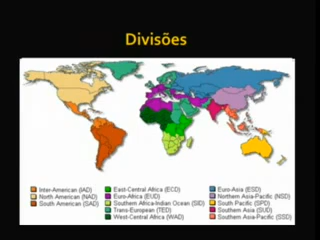 Divisões
Inter-American (IAD)
North American (NAD)
South American (SAD)
East-Central Africa (ECD)
Euro-Africa (EUD)
Southern Africa-Indian Ocean (SID)
Trans-European (TED)
West-Central Africa (WAD)
Euro-Asia (ESD)
Northern Asia-Pacific (NSD)
South Pacific (SPD)
Southern Asia (SUD)
Southern Asia-Pacific (SSD)